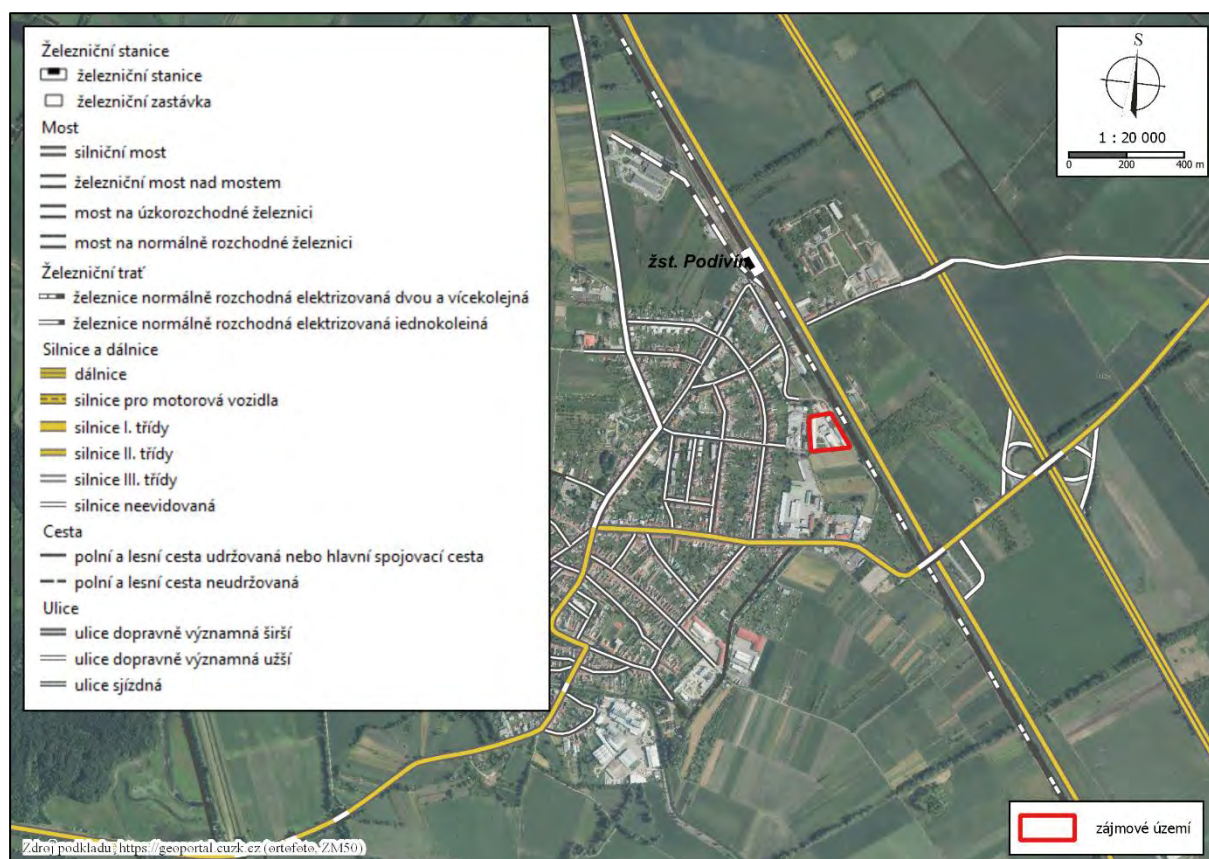 Železniční stanice
železniční stanice
železniční zastávka
Most
silniční most
železniční most nad mostem
most na úzkorozchodné železnici
most na normálně rozchodné železnici
Železniční trať
železnice normálně rozchodná elektrizovaná dvou a vícekolejná
železnice normálně rozchodná elektrizovaná jednokolejná
Silnice a dálnice
dálnice
silnice pro motorová vozidla
silnice I. třídy
silnice II. třídy
silnice III. třídy
silnice neevidovaná
Cesta
polní a lesní cesta udržovaná nebo hlavní spojovací cesta
polní a lesní cesta neudržovaná
Ulice
ulice dopravně významná širší
ulice dopravně významná užší
ulice sjízdná
S
1 : 20 000
0 200 400 m
žst. Podivín
zájmové území
Zdroj podkladu: https://geoportal.cuzk.cz (ortofoto, ZM50)